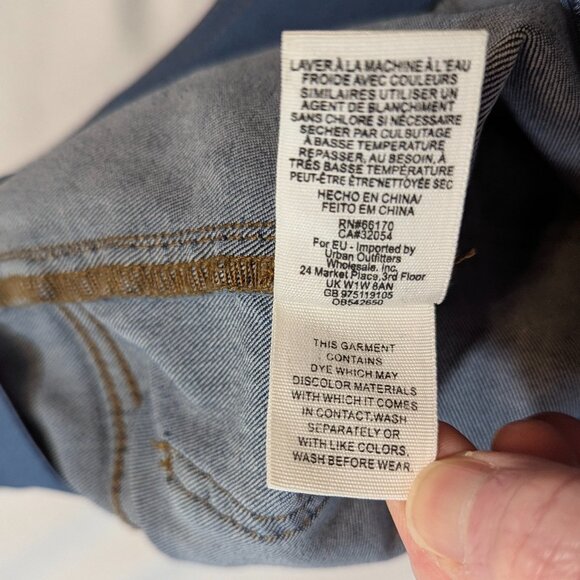 LAVER À LA MACHINE À L'EAU
FROIDE AVEC COULEURS
SIMILAIRES UTILISER UN
AGENT DE BLANCHIMENT
SANS CHLORE SI NÉCESSAIRE
SECHER PAR CULBUTAGE
À BASSE TEMPÉRATURE
REPASSER, AU BESOIN, À
TRÈS BASSE TEMPÉRATURE
PEUT-ÊTRE ÊTRE NETTOYÉE SEC
HECHO EN CHINA/
FEITO EM CHINA
RN#66170
CA#32054
For EU - Imported by
Urban Outfitters
Wholesale, Inc.
24 Market Place, 3rd Floor
UK W1W 8AN
GB 975119105
OB542650
THIS GARMENT
CONTAINS
DYE WHICH MAY
DISCOLOR MATERIALS
WITH WHICH IT COMES
IN CONTACT.WASH
SEPARATELY OR
WITH LIKE COLORS.
WASH BEFORE WEAR